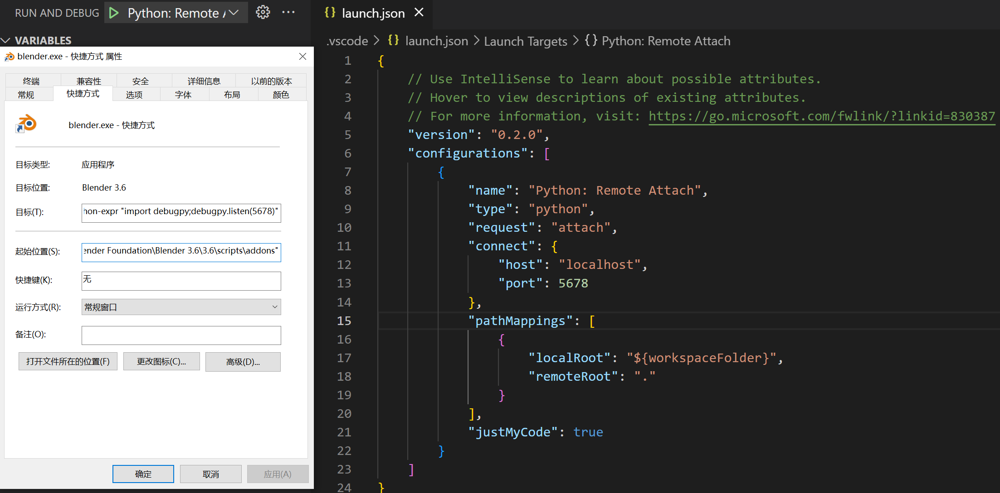 RUN AND DEBUG
Python: Remote A
VARIABLES
blender.exe - 快捷方式 属性
终端 兼容性 安全 详细信息 以前的版本
常规 快捷方式 选项 字体 布局 颜色
blender.exe - 快捷方式
目标类型: 应用程序
目标位置: Blender 3.6
目标(T): hon-expr "import debugpy;debugpy.listen(5678)"
起始位置(S): ender Foundation\Blender 3.6\3.6\scripts\addons"
快捷键(K): 无
运行方式(R): 常规窗口
备注(O):
打开文件所在的位置(F) 更改图标(C)... 高级(D)...
确定 取消 应用(A)
{} launch.json
.vscode > {} launch.json > Launch Targets > {} Python: Remote Attach
1 {
2 // Use IntelliSense to learn about possible attributes.
3 // Hover to view descriptions of existing attributes.
4 // For more information, visit: https://go.microsoft.com/fwlink/?linkid=830387
5 "version": "0.2.0",
6 "configurations": [
7 {
8 "name": "Python: Remote Attach",
9 "type": "python",
10 "request": "attach",
11 "connect": {
12 "host": "localhost",
13 "port": 5678
14 },
15 "pathMappings": [
16 {
17 "localRoot": "${workspaceFolder}",
18 "remoteRoot": "."
19 }
20 ],
21 "justMyCode": true
22 }
23 ]
24 }